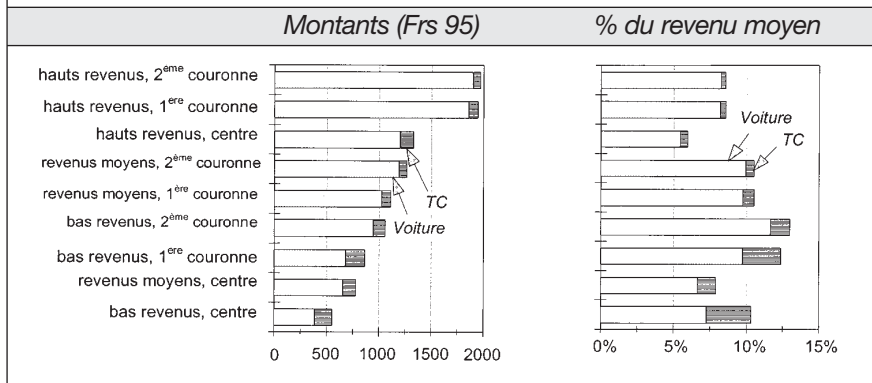 Montants (Frs 95) % du revenu moyen
hauts revenus, 2ème couronne
hauts revenus, 1ere couronne
hauts revenus, centre
revenus moyens, 2ème couronne
revenus moyens, 1ère couronne
bas revenus, 2ème couronne
bas revenus, 1ere couronne
revenus moyens, centre
bas revenus, centre
TC
Voiture
0 500 1000 1500 2000
Voiture
TC
0% 5% 10% 15%